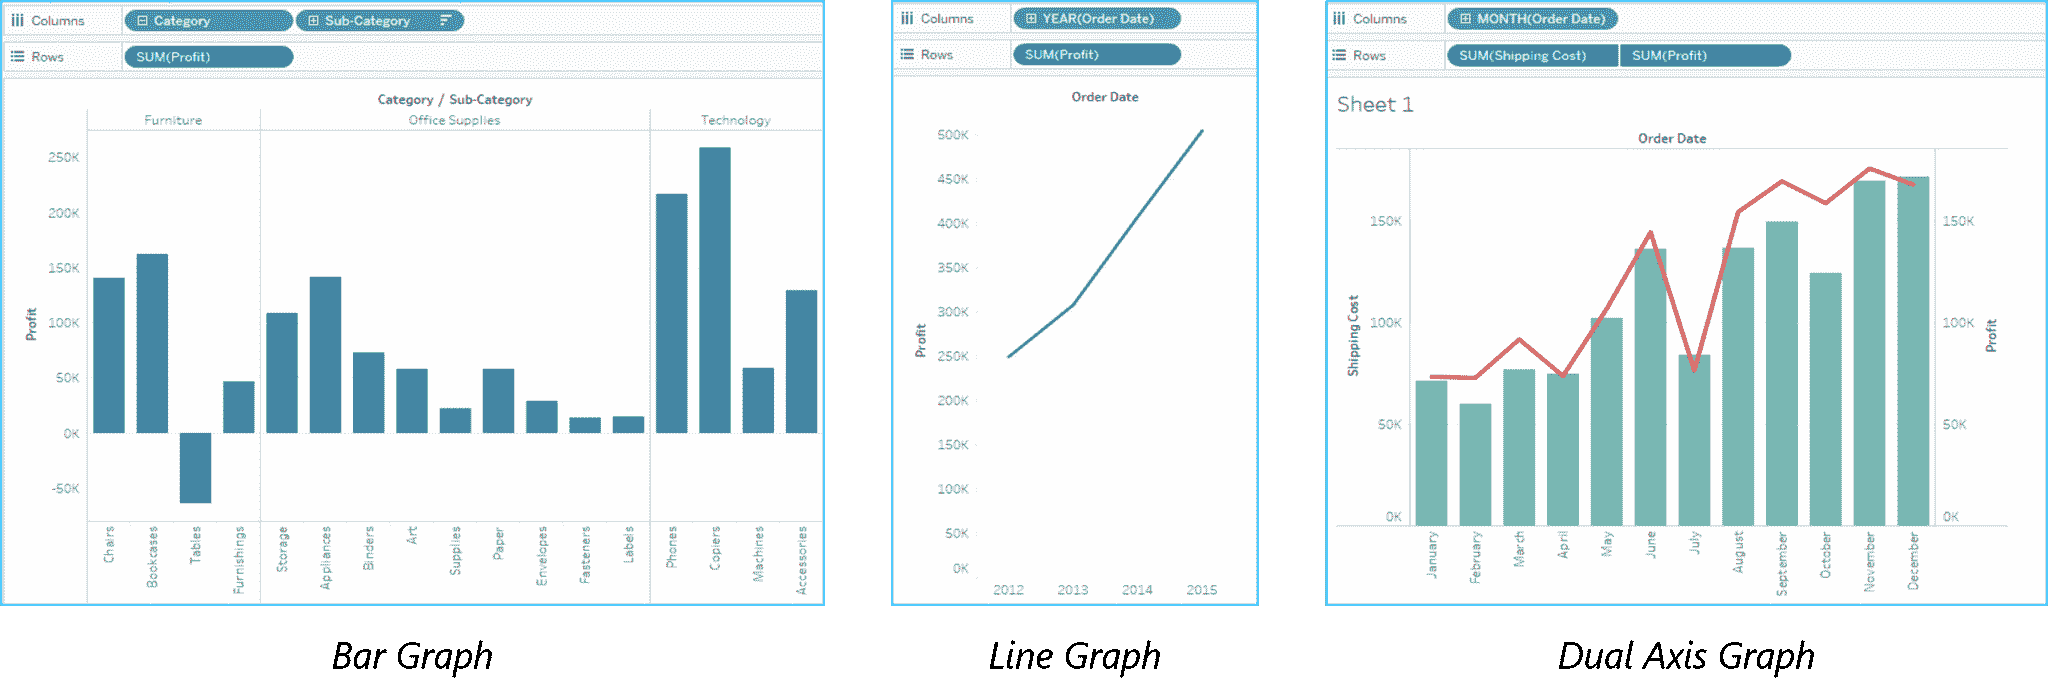 Columns
Category
Sub-Category
Rows
SUM(Profit)
Category / Sub-Category
Furniture
Office Supplies
Technology
250K
200K
150K
100K
50K
0K
-50K
Profit
Chairs
Bookcases
Tables
Furnishings
Storage
Appliances
Binders
Art
Supplies
Paper
Envelopes
Fasteners
Labels
Phones
Copiers
Machines
Accessories
Bar Graph
Columns
YEAR(Order Date)
Rows
SUM(Profit)
Order Date
500K
450K
400K
350K
300K
250K
200K
150K
100K
50K
0K
Profit
2012 2013 2014 2015
Line Graph
Columns
MONTH(Order Date)
Rows
SUM(Shipping Cost)
SUM(Profit)
Sheet 1
Order Date
150K
100K
50K
0K
Shipping Cost
150K
100K
50K
0K
Profit
January
February
March
April
May
June
July
August
September
October
November
December
Dual Axis Graph